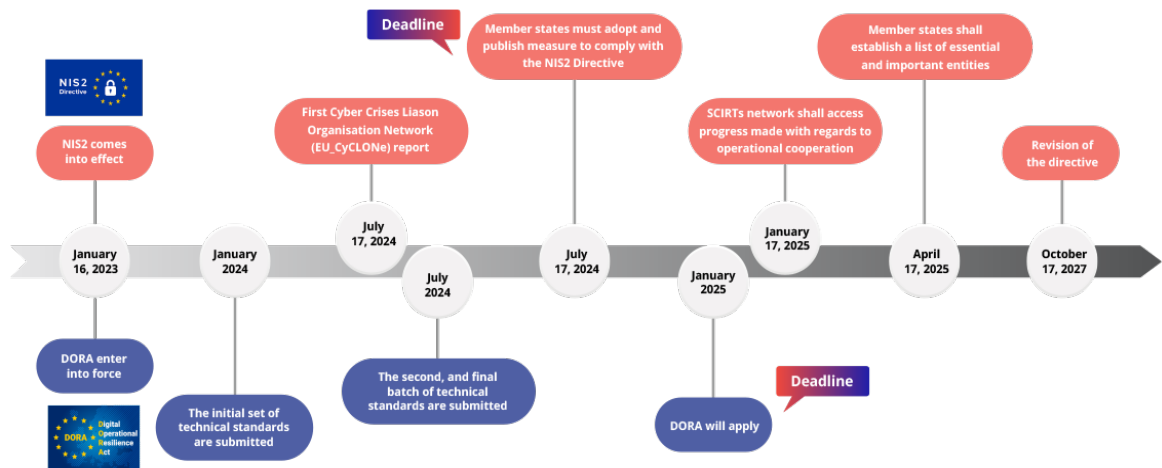 Deadline
Member states must adopt and
publish measure to comply with
the NIS2 Directive
Member states shall
establish a list of essential
and important entities
NIS2
Directive
First Cyber Crises Liason
Organisation Network
(EU_CyCLONe) report
SCIRTs network shall access
progress made with regards to
operational cooperation
NIS2 comes
into effect
Revision of
the directive
January
16, 2023
January
2024
July
17, 2024
July
2024
July
17, 2024
January
2025
January
17, 2025
April
17, 2025
October
17, 2027
DORA enter
into force
The initial set of
technical standards
are submitted
The second, and final
batch of technical
standards are submitted
Deadline
DORA will apply
DORA
Digital
Operational
Resilience
Act